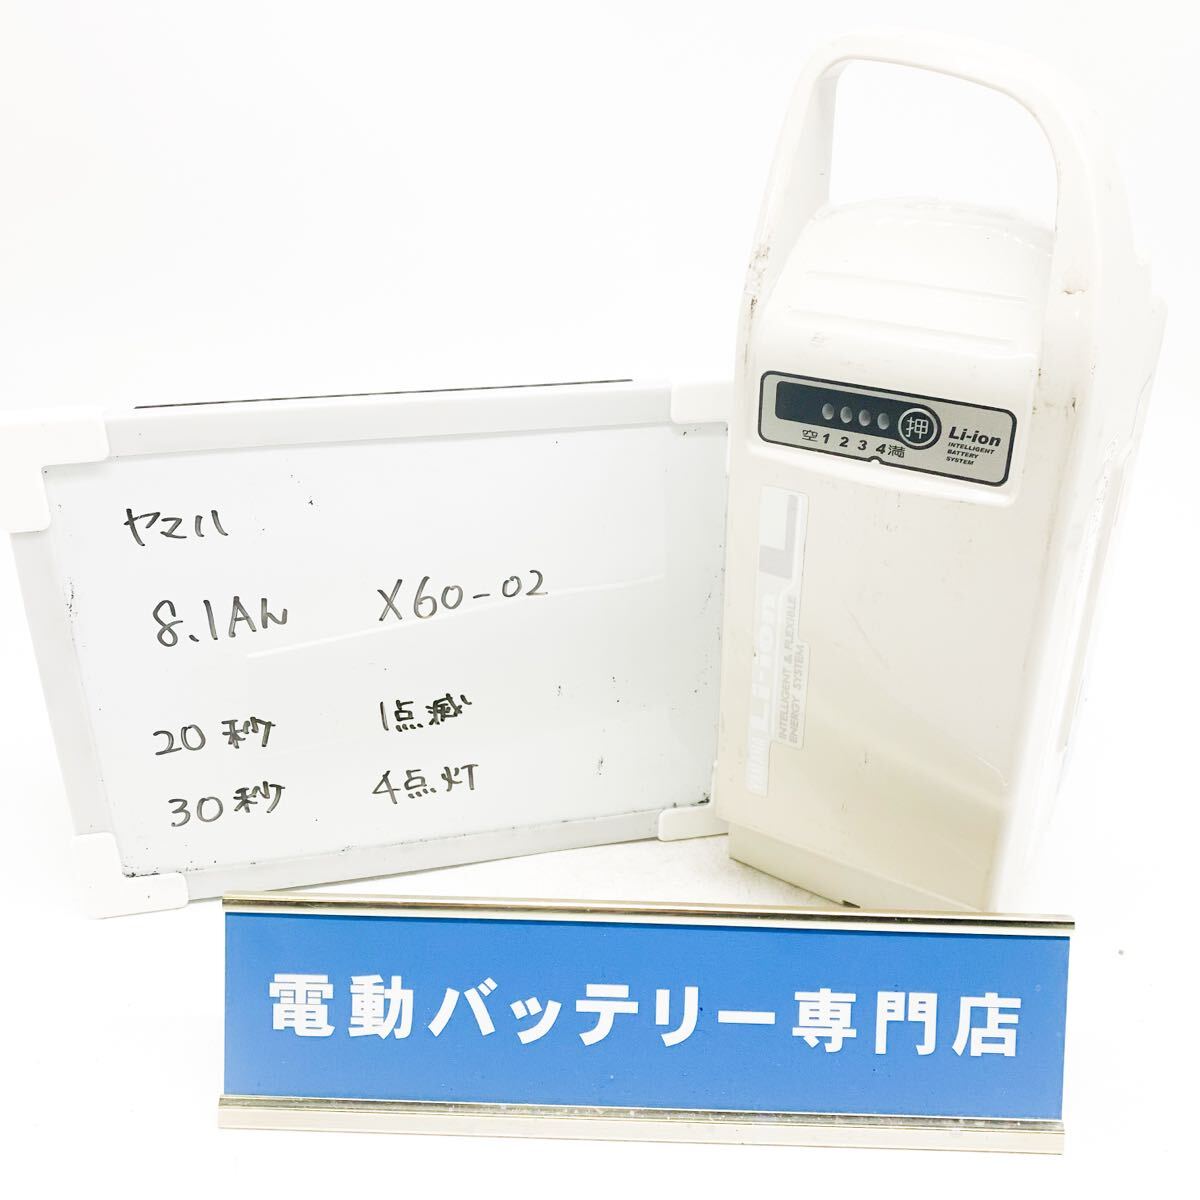 ヤマハ
8.1Ah X60-02
20秒 1点滅
30秒 4点灯
押
空1 2 3 4満
Li-ion
INTELLIGENT
BATTERY
SYSTEM
Li-ion
INTELLIGENT & FLEXIBLE
ENERGY SYSTEM
電動バッテリー専門店